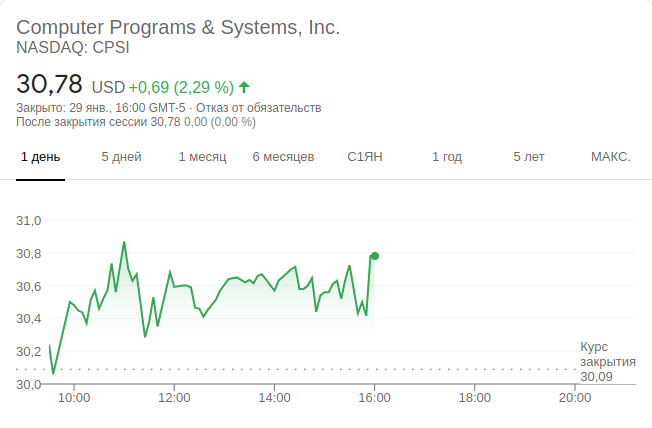 Computer Programs & Systems, Inc.
NASDAQ: CPSI
30,78 USD +0,69 (2,29 %)
Закрыто: 29 янв., 16:00 GMT-5 · Отказ от обязательств
После закрытия сессии 30,78 0,00 (0,00 %)
1 день 5 дней 1 месяц 6 месяцев С1ЯН 1 год 5 лет МАКС.
31,0
30,8
30,6
30,4
30,2
30,0
Курс
закрытия
30,09
10:00 12:00 14:00 16:00 18:00 20:00